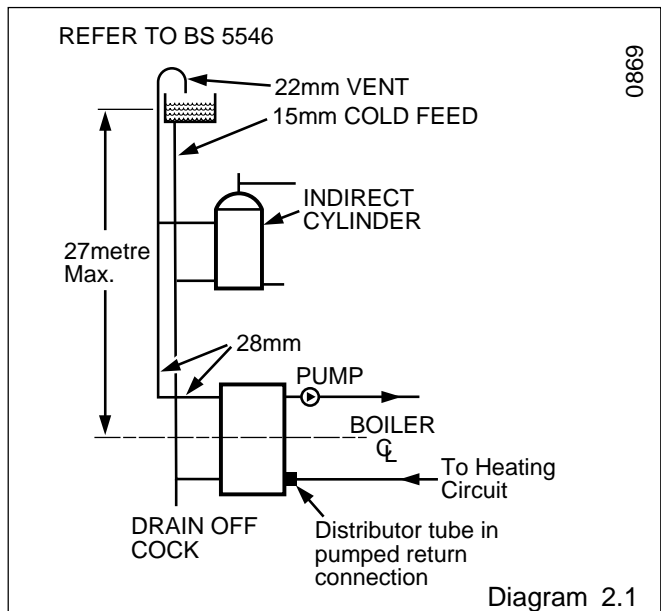 REFER TO BS 5546
0869
22mm VENT
15mm COLD FEED
INDIRECT
CYLINDER
27metre
Max.
28mm
PUMP
BOILER
℄
To Heating
Circuit
DRAIN OFF
COCK
Distributor tube in
pumped return
connection
Diagram 2.1